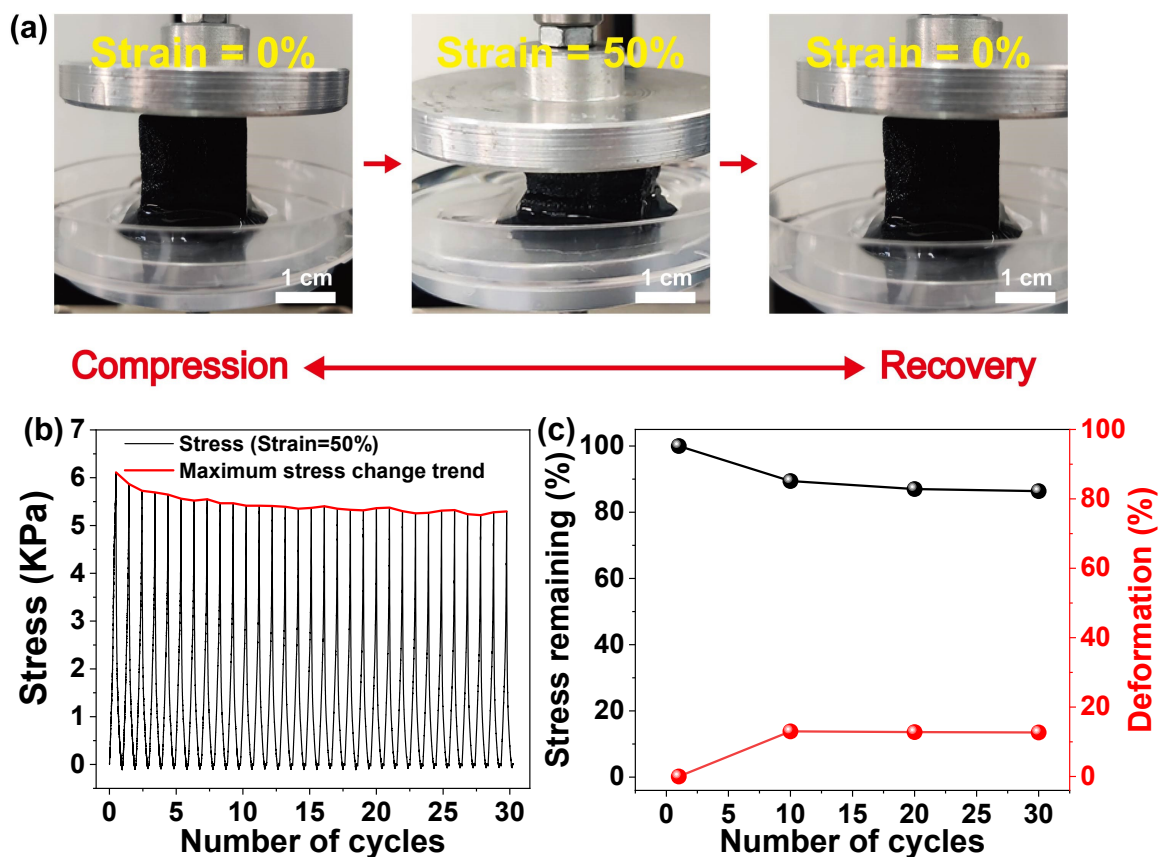 (a)
Strain = 0%
Strain = 50%
Strain = 0%
1 cm
1 cm
1 cm
Compression
Recovery
(b)
Stress (Strain=50%)
Maximum stress change trend
Stress (KPa)
7
6
5
4
3
2
1
0
0
5
10
15
20
25
30
Number of cycles
(c)
Stress remaining (%)
100
80
60
40
20
0
Deformation (%)
100
80
60
40
20
0
0
5
10
15
20
25
30
Number of cycles